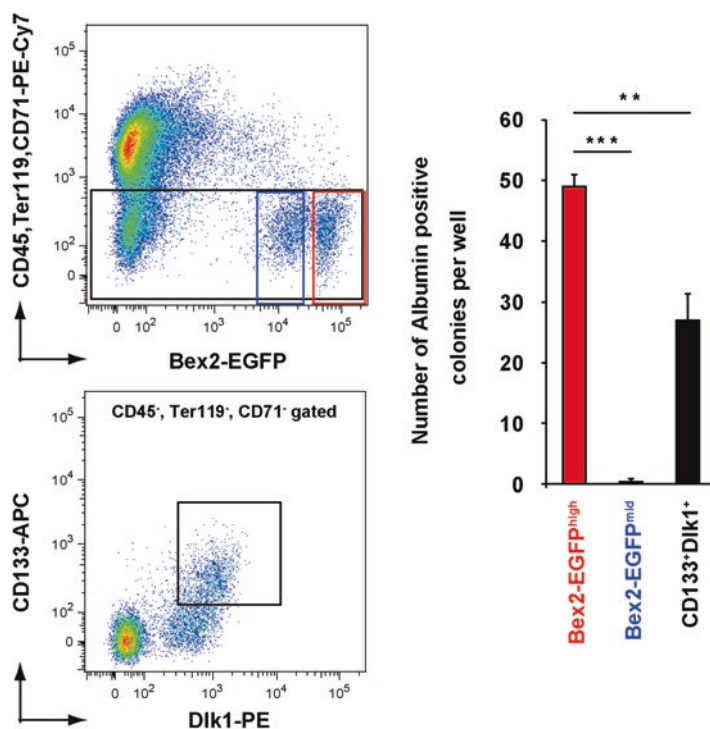 CD45,Ter119,CD71-PE-Cy7
10⁵
10⁴
10³
10²
0
0 10² 10³ 10⁴ 10⁵
Bex2-EGFP
CD45⁻, Ter119⁻, CD71⁻ gated
CD133-APC
10⁵
10⁴
10³
10²
0
0 10² 10³ 10⁴ 10⁵
Dlk1-PE
Number of Albumin positive
colonies per well
60
50
40
30
20
10
0
**
***
Bex2-EGFPʰⁱᵍʰ
Bex2-EGFPᵐⁱᵈ
CD133⁺Dlk1⁺